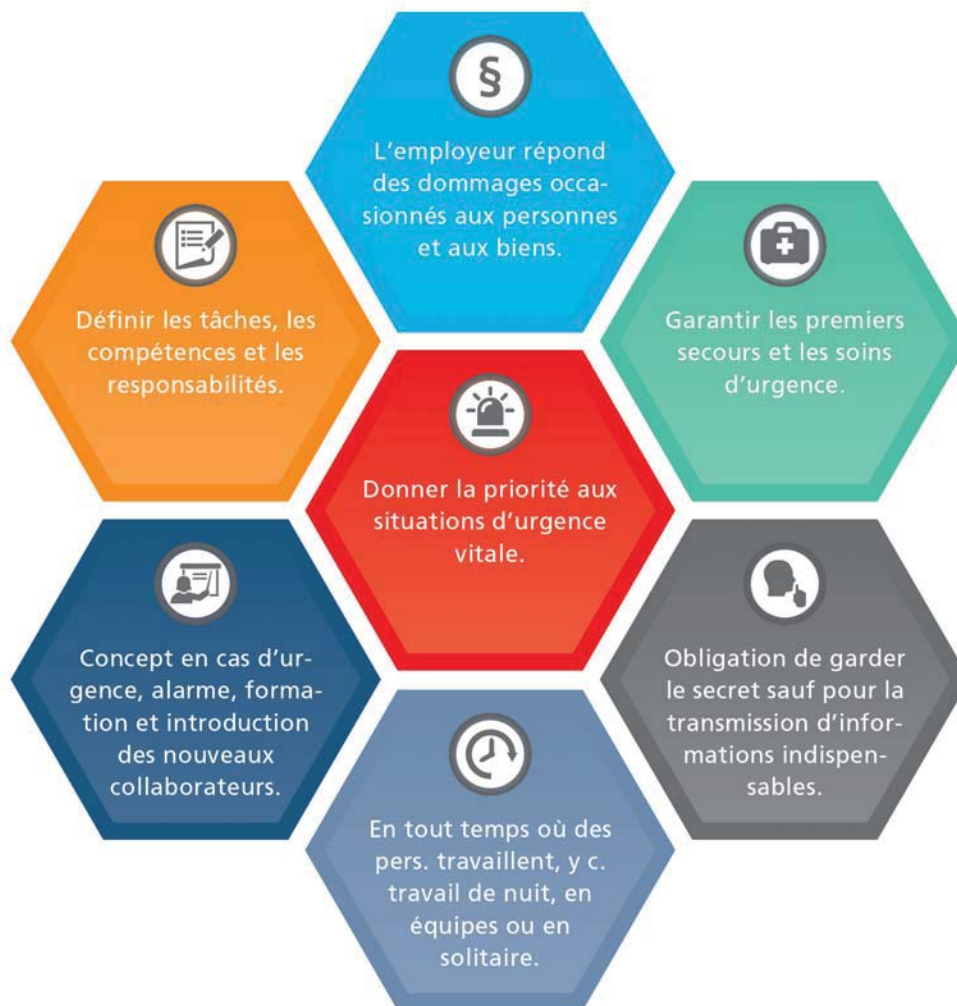 §
L'employeur répond
des dommages occa-
sionnés aux personnes
et aux biens.
Définir les tâches, les
compétences et les
responsabilités.
Garantir les premiers
secours et les soins
d'urgence.
Donner la priorité aux
situations d'urgence
vitale.
Concept en cas d'ur-
gence, alarme, forma-
tion et introduction
des nouveaux
collaborateurs.
Obligation de garder
le secret sauf pour la
transmission d'infor-
mations indispen-
sables.
En tout temps où des
pers. travaillent, y c.
travail de nuit, en
équipes ou en
solitaire.